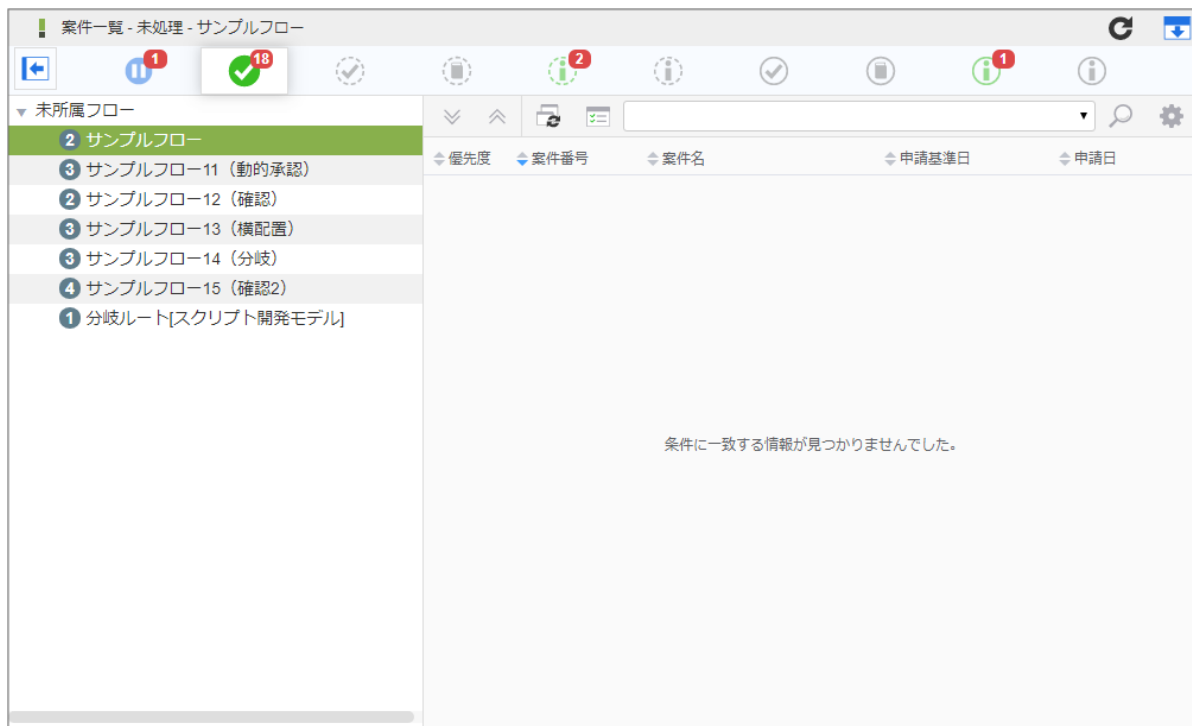 案件一覧 - 未処理 - サンプルフロー
1
18
2
1
未所属フロー
2 サンプルフロー
3 サンプルフロー11（動的承認）
2 サンプルフロー12（確認）
3 サンプルフロー13（横配置）
3 サンプルフロー14（分岐）
4 サンプルフロー15（確認2）
1 分岐ルート[スクリプト開発モデル]
優先度 案件番号 案件名 申請基準日 申請日
条件に一致する情報が見つかりませんでした。